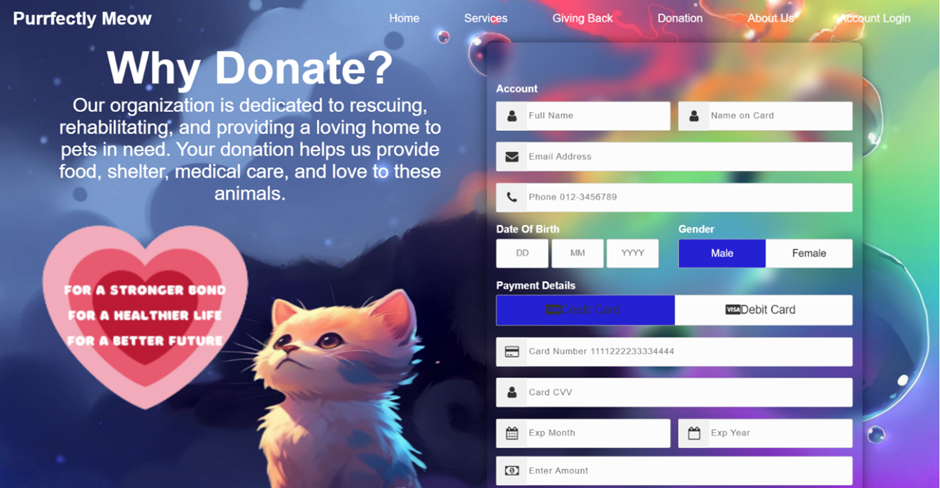 Purrfectly Meow
Home Services Giving Back Donation About Us Account Login
Why Donate?
Our organization is dedicated to rescuing,
rehabilitating, and providing a loving home to
pets in need. Your donation helps us provide
food, shelter, medical care, and love to these
animals.
FOR A STRONGER BOND
FOR A HEALTHIER LIFE
FOR A BETTER FUTURE
Account
Full Name Name on Card
Email Address
Phone 012-3456789
Date Of Birth Gender
DD MM YYYY Male Female
Payment Details
VISA Credit Card VISA Debit Card
Card Number 1111222233334444
Card CVV
Exp Month Exp Year
Enter Amount